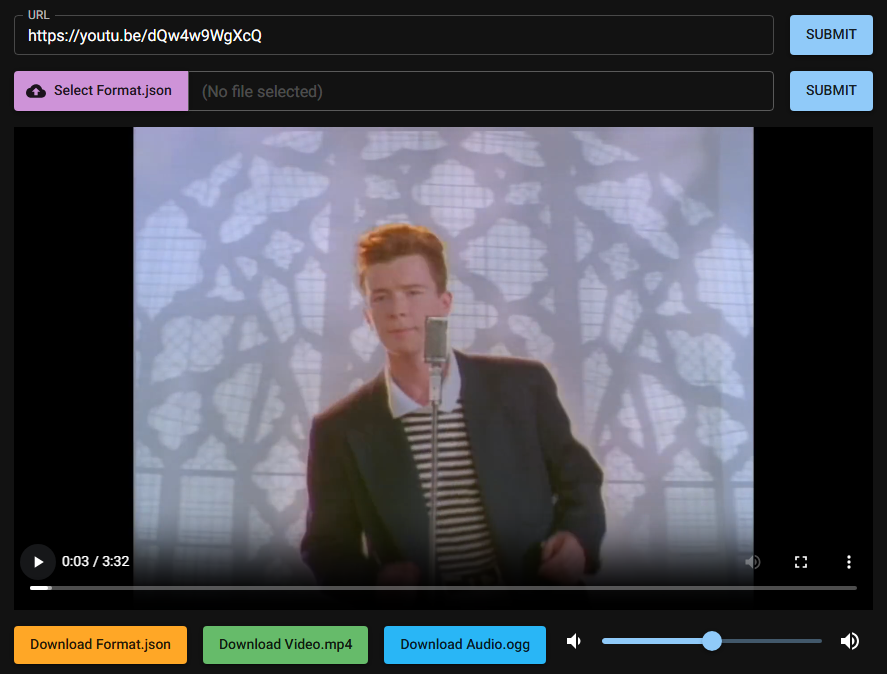 URL
https://youtu.be/dQw4w9WgXcQ
SUBMIT
Select Format.json
(No file selected)
SUBMIT
0:03 / 3:32
Download Format.json
Download Video.mp4
Download Audio.ogg